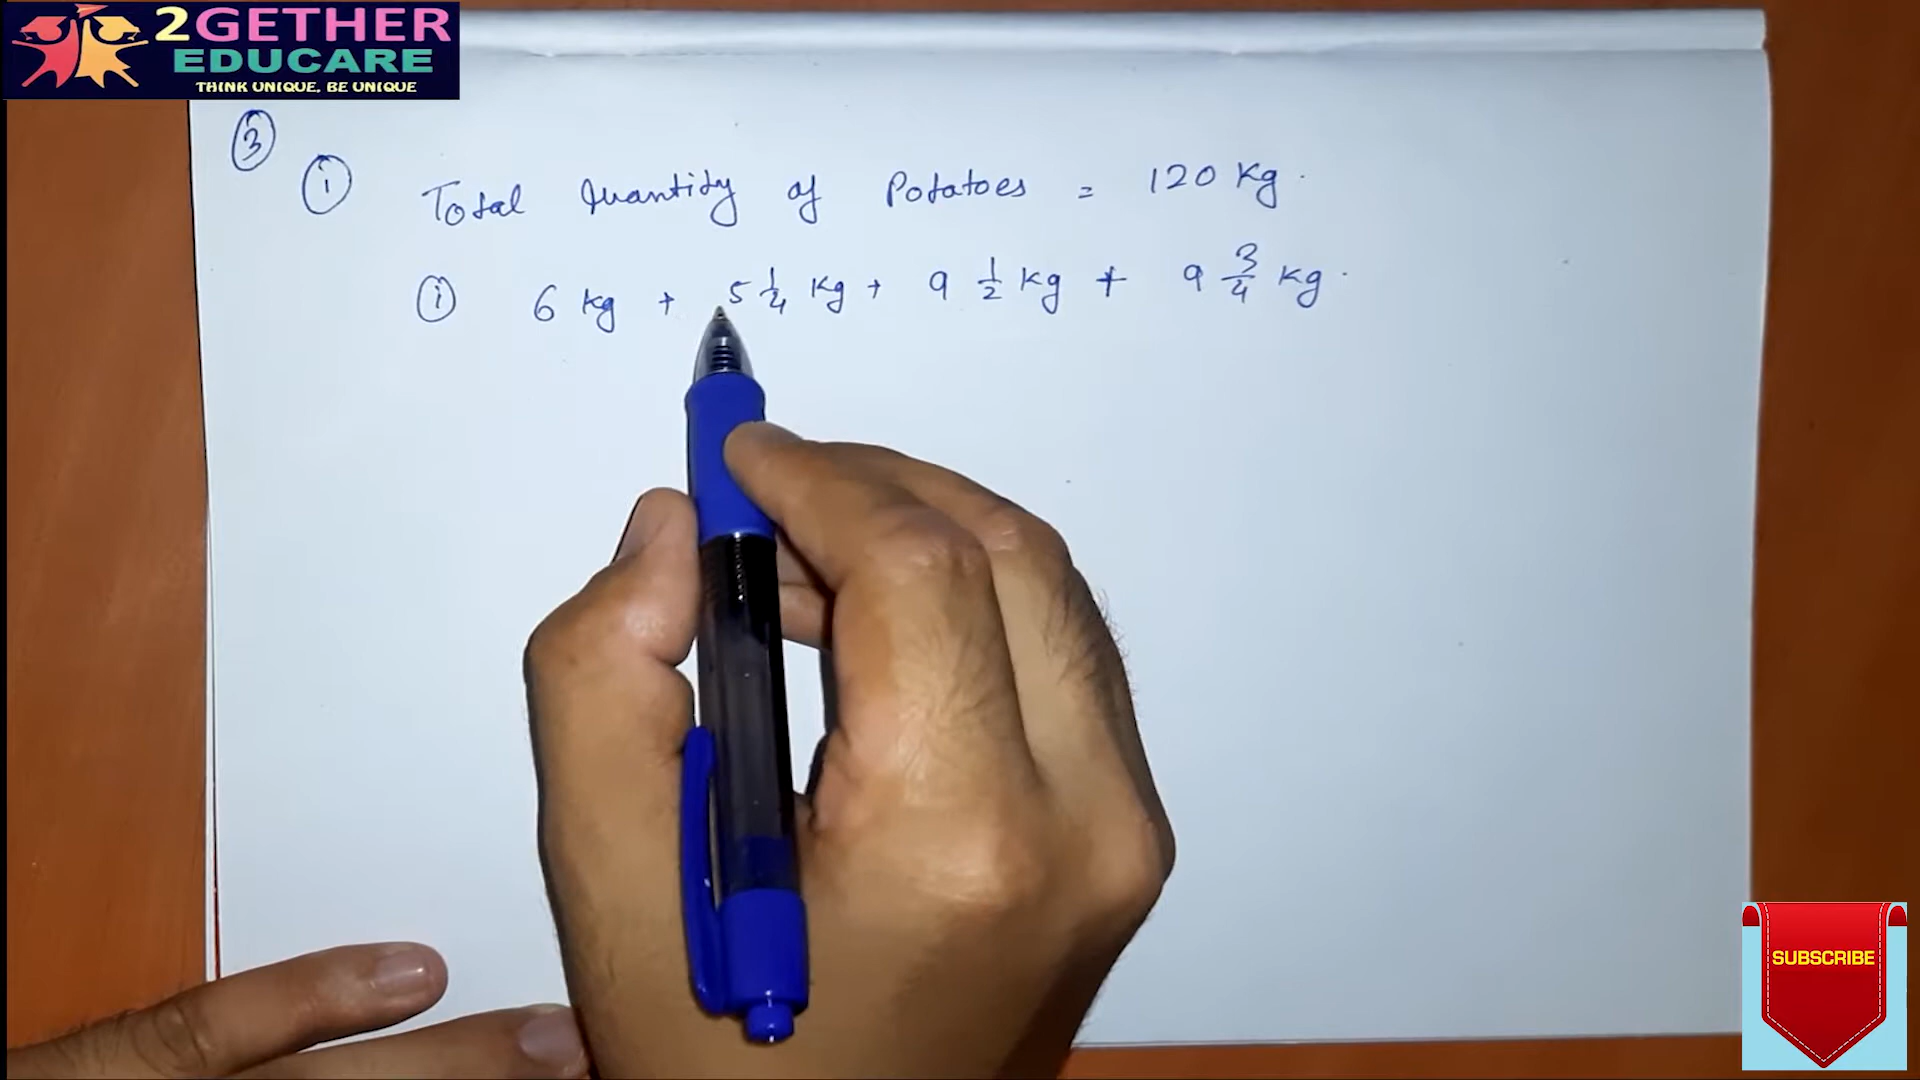 2GETHER
EDUCARE
THINK UNIQUE, BE UNIQUE
3
i Total Quantity of Potatoes = 120 Kg.
i 6 kg + 5 1/4 kg + 9 1/2 kg + 9 3/4 kg.
SUBSCRIBE